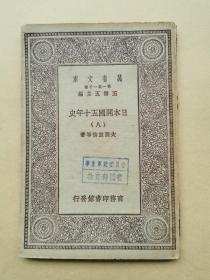 萬有文庫
第一集一千種
王雲五主編
日本開國五十年史
(八)
大隈重信等著
商務印書館發行